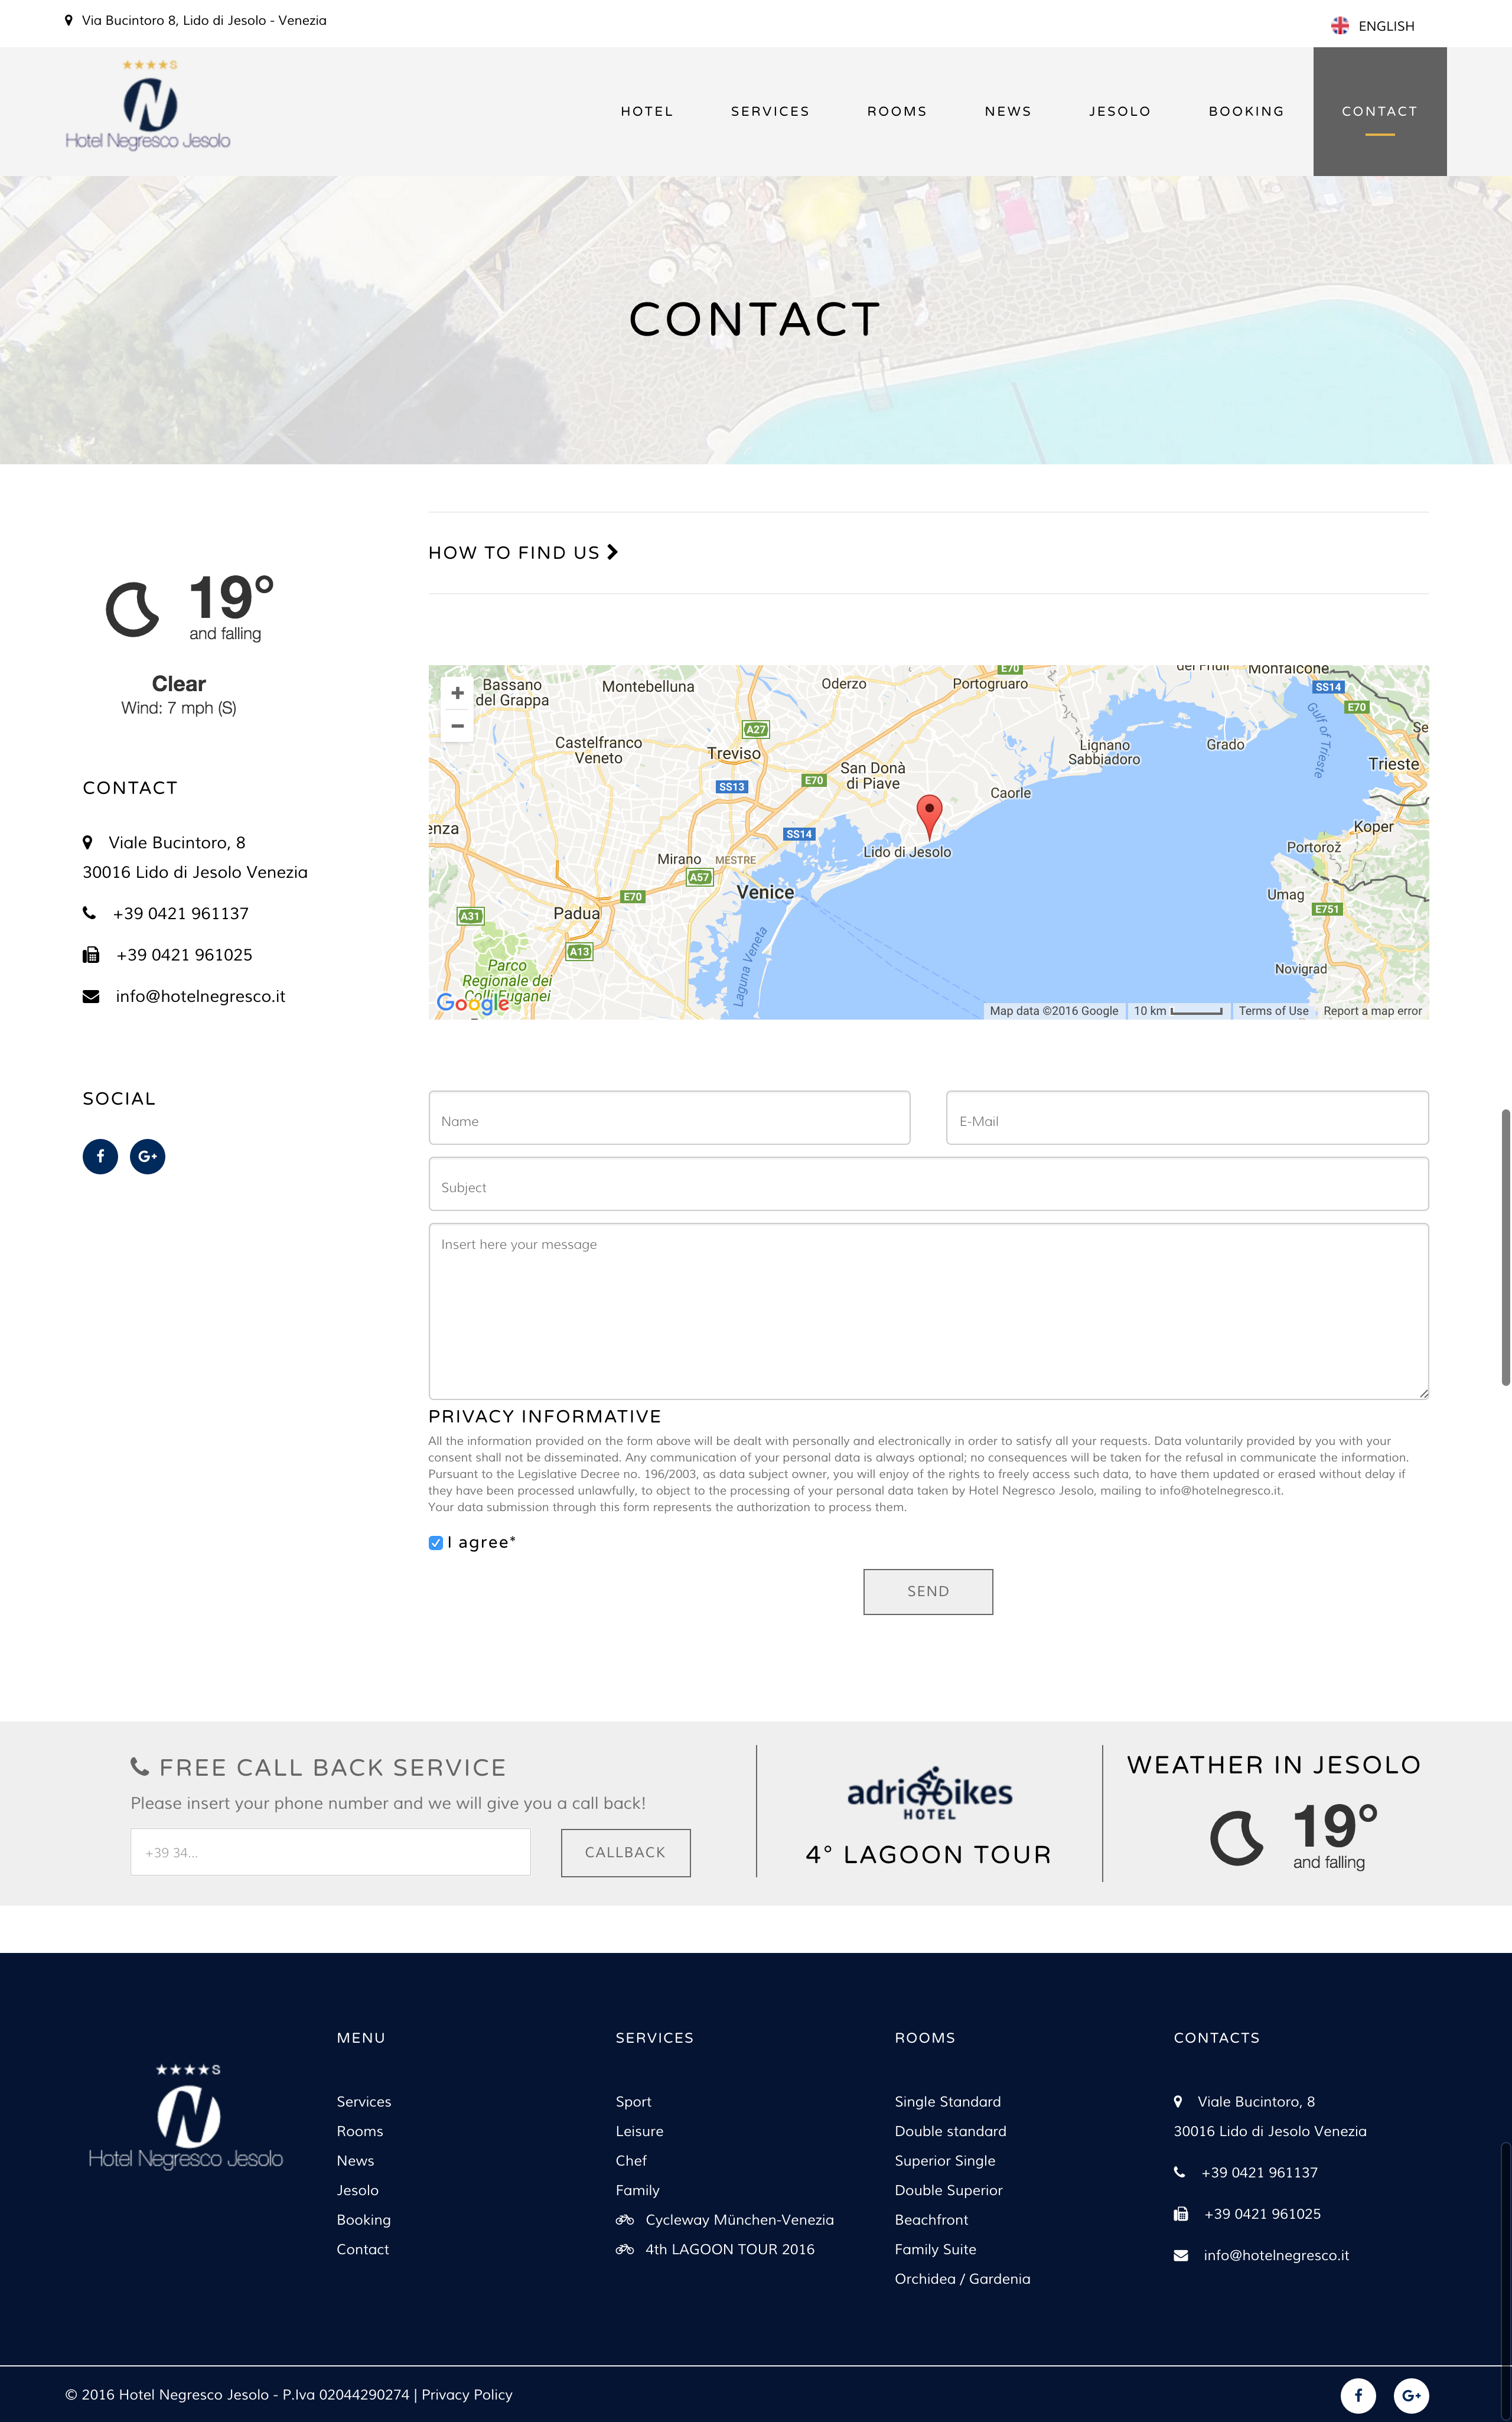 Via Bucintoro 8, Lido di Jesolo - Venezia
ENGLISH
★★★★S
N
Hotel Negresco Jesolo
HOTEL SERVICES ROOMS NEWS JESOLO BOOKING CONTACT
CONTACT
HOW TO FIND US
19°
and falling
Clear
Wind: 7 mph (S)
CONTACT
Viale Bucintoro, 8
30016 Lido di Jesolo Venezia
+39 0421 961137
+39 0421 961025
info@hotelnegresco.it
SOCIAL
f G+
+
−
Bassano
del Grappa
Montebelluna
Oderzo
E70
Portogruaro
Monfalcone
SS14
E70
Castelfranco
Veneto
A27
Treviso
SS13
E70
San Donà
di Piave
Lignano
Sabbiadoro
Grado
Gulf of Trieste
Se
Trieste
Caorle
enza
SS14
Koper
Portorož
Mirano
MESTRE
A57
Lido di Jesolo
Venice
Umag
E751
E70
A31
Padua
A13
Parco
Regionale dei
Colli Euganei
Laguna Veneta
Novigrad
Google
Map data ©2016 Google 10 km Terms of Use Report a map error
Name
E-Mail
Subject
Insert here your message
PRIVACY INFORMATIVE
All the information provided on the form above will be dealt with personally and electronically in order to satisfy all your requests. Data voluntarily provided by you with your
consent shall not be disseminated. Any communication of your personal data is always optional; no consequences will be taken for the refusal in communicate the information.
Pursuant to the Legislative Decree no. 196/2003, as data subject owner, you will enjoy of the rights to freely access such data, to have them updated or erased without delay if
they have been processed unlawfully, to object to the processing of your personal data taken by Hotel Negresco Jesolo, mailing to info@hotelnegresco.it.
Your data submission through this form represents the authorization to process them.
I agree*
SEND
FREE CALL BACK SERVICE
Please insert your phone number and we will give you a call back!
+39 34...
CALLBACK
adriabikes
HOTEL
4° LAGOON TOUR
WEATHER IN JESOLO
19°
and falling
★★★★S
N
Hotel Negresco Jesolo
MENU
Services
Rooms
News
Jesolo
Booking
Contact
SERVICES
Sport
Leisure
Chef
Family
Cycleway München-Venezia
4th LAGOON TOUR 2016
ROOMS
Single Standard
Double standard
Superior Single
Double Superior
Beachfront
Family Suite
Orchidea / Gardenia
CONTACTS
Viale Bucintoro, 8
30016 Lido di Jesolo Venezia
+39 0421 961137
+39 0421 961025
info@hotelnegresco.it
© 2016 Hotel Negresco Jesolo - P.Iva 02044290274 | Privacy Policy
f G+